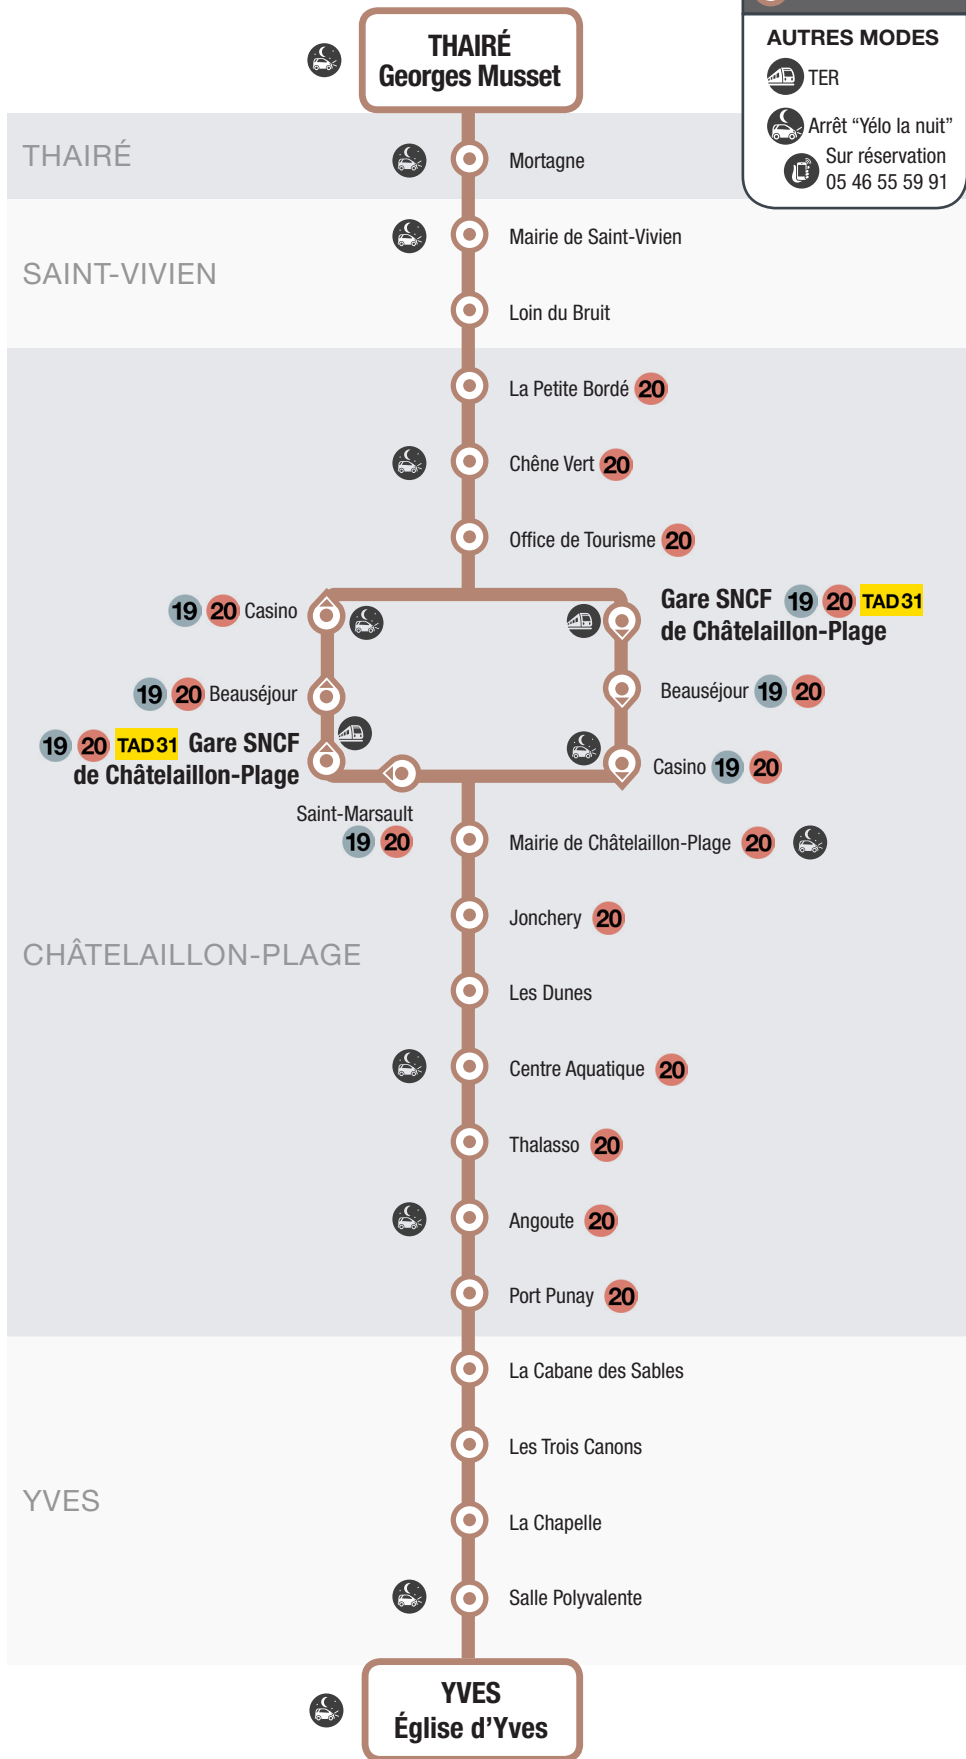 THAIRÉ
Georges Musset
AUTRES MODES
TER
Arrêt “Yélo la nuit”
Sur réservation
05 46 55 59 91
THAIRÉ
Mortagne
SAINT-VIVIEN
Mairie de Saint-Vivien
Loin du Bruit
La Petite Bordé 20
Chêne Vert 20
Office de Tourisme 20
19 20 Casino
19 20 Beauséjour
19 20 TAD31 Gare SNCF
de Châtelaillon-Plage
Saint-Marsault
19 20
Gare SNCF 19 20 TAD31
de Châtelaillon-Plage
Beauséjour 19 20
Casino 19 20
Mairie de Châtelaillon-Plage 20
Jonchery 20
CHÂTELAILLON-PLAGE
Les Dunes
Centre Aquatique 20
Thalasso 20
Angoute 20
Port Punay 20
La Cabane des Sables
Les Trois Canons
YVES
La Chapelle
Salle Polyvalente
YVES
Église d’Yves